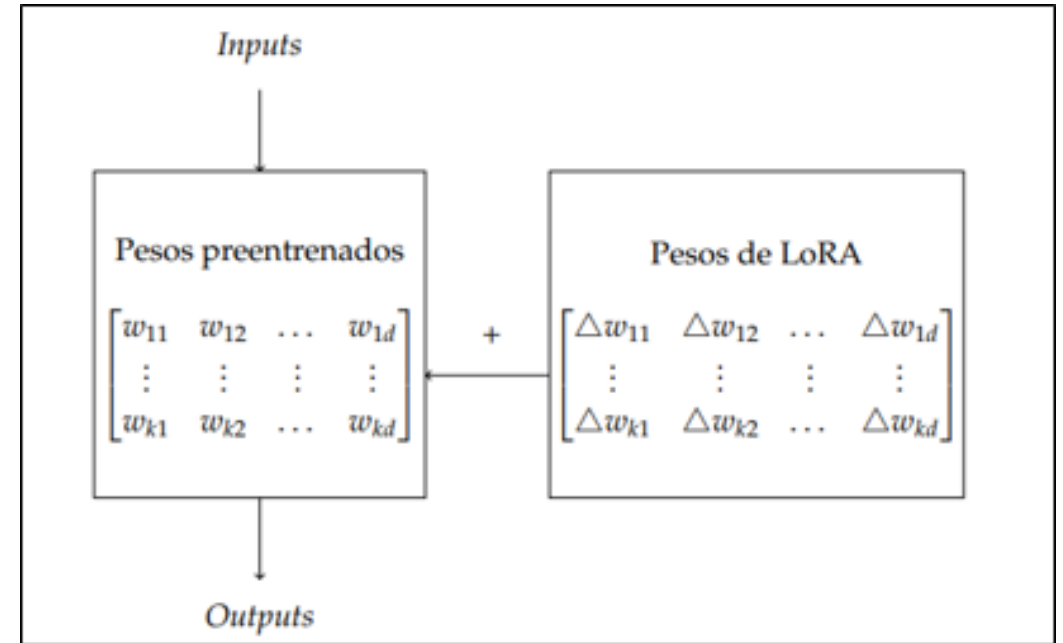 Inputs
Pesos preentrenados
w11 w12 … w1d
⋮ ⋮ ⋮ ⋮
wk1 wk2 … wkd
+
Pesos de LoRA
△w11 △w12 … △w1d
⋮ ⋮ ⋮ ⋮
△wk1 △wk2 … △wkd
Outputs